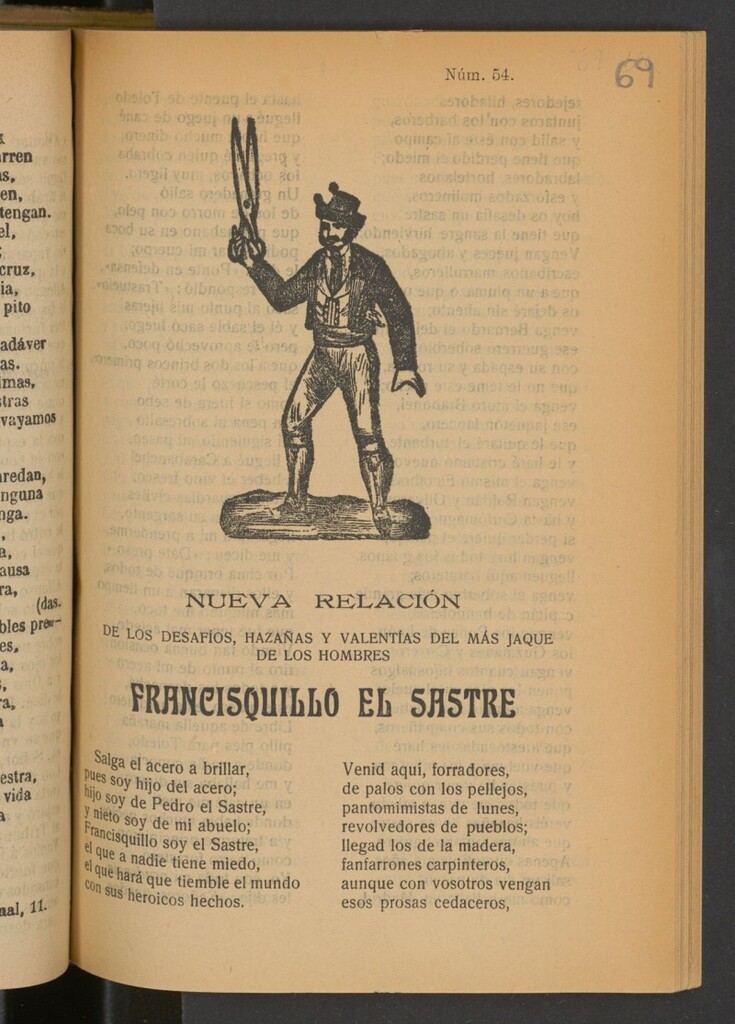 arren
as,
en,
tengan.
el,
;
cruz,
ia,
pito
adáver
as.
imas,
stras
vayamos
redan,
nguna
nga.
,
a,
ausa
ra,
(das.
bles pre-
es,
a,
,
ra,
estra,
vida
a
aal, 11.
Núm. 54.
69
NUEVA RELACIÓN
DE LOS DESAFÍOS, HAZAÑAS Y VALENTÍAS DEL MÁS JAQUE
DE LOS HOMBRES
FRANCISQUILLO EL SASTRE
Salga el acero a brillar,
pues soy hijo del acero;
hijo soy de Pedro el Sastre,
y nieto soy de mi abuelo;
Francisquillo soy el Sastre,
el que a nadie tiene miedo,
el que hará que tiemble el mundo
con sus heroicos hechos.
Venid aquí, forradores,
de palos con los pellejos,
pantomimistas de lunes,
revolvedores de pueblos;
llegad los de la madera,
fanfarrones carpinteros,
aunque con vosotros vengan
esos prosas cedaceros,